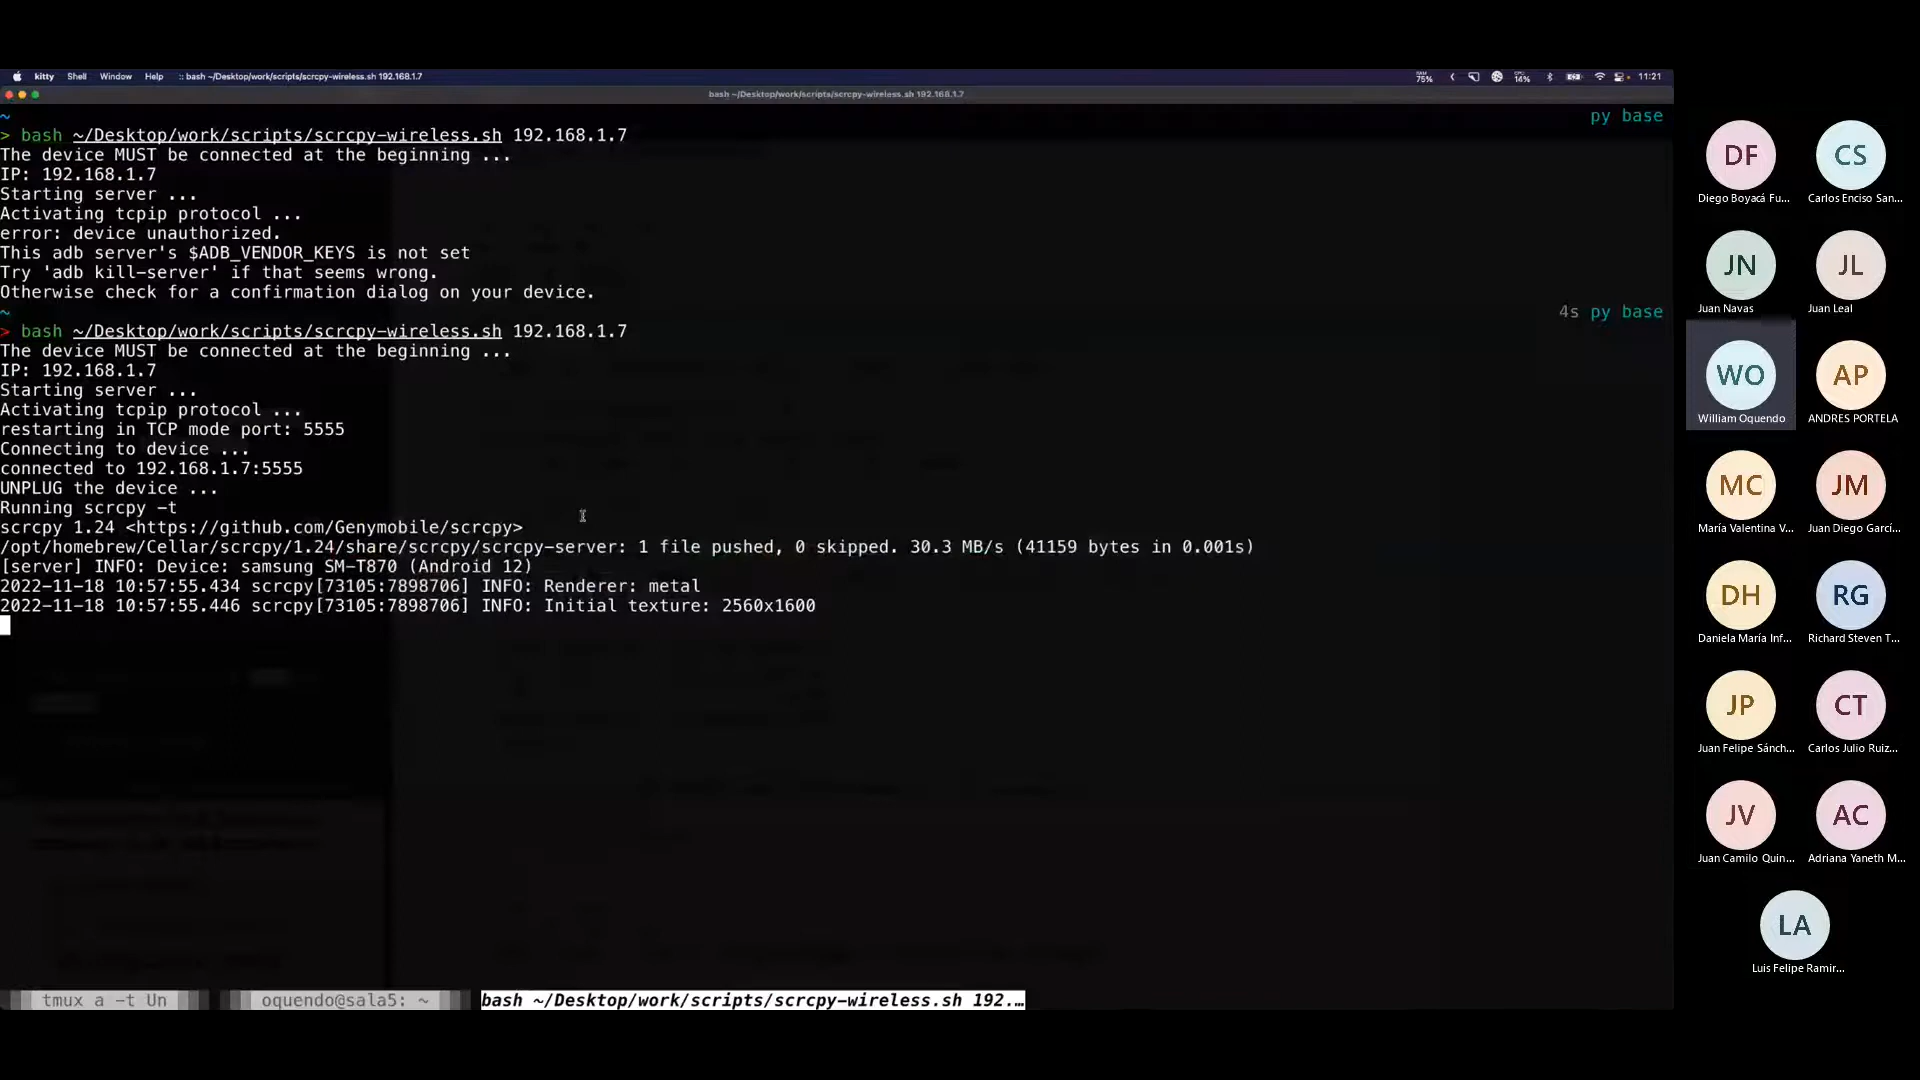 kitty Shell Window Help :: bash ~/Desktop/work/scripts/scrcpy-wireless.sh 192.168.1.7 75% 14% 11:21
bash ~/Desktop/work/scripts/scrcpy-wireless.sh 192.168.1.7
~ py base
> bash ~/Desktop/work/scripts/scrcpy-wireless.sh 192.168.1.7
The device MUST be connected at the beginning ...
IP: 192.168.1.7
Starting server ...
Activating tcpip protocol ...
error: device unauthorized.
This adb server's $ADB_VENDOR_KEYS is not set
Try 'adb kill-server' if that seems wrong.
Otherwise check for a confirmation dialog on your device.
~ 4s py base
> bash ~/Desktop/work/scripts/scrcpy-wireless.sh 192.168.1.7
The device MUST be connected at the beginning ...
IP: 192.168.1.7
Starting server ...
Activating tcpip protocol ...
restarting in TCP mode port: 5555
Connecting to device ...
connected to 192.168.1.7:5555
UNPLUG the device ...
Running scrcpy -t
scrcpy 1.24 <https://github.com/Genymobile/scrcpy>
/opt/homebrew/Cellar/scrcpy/1.24/share/scrcpy/scrcpy-server: 1 file pushed, 0 skipped. 30.3 MB/s (41159 bytes in 0.001s)
[server] INFO: Device: samsung SM-T870 (Android 12)
2022-11-18 10:57:55.434 scrcpy[73105:7898706] INFO: Renderer: metal
2022-11-18 10:57:55.446 scrcpy[73105:7898706] INFO: Initial texture: 2560x1600
tmux a -t Un oquendo@sala5: ~ bash ~/Desktop/work/scripts/scrcpy-wireless.sh 192.…
DF CS
Diego Boyacá Fu... Carlos Enciso San...
JN JL
Juan Navas Juan Leal
WO AP
William Oquendo ANDRES PORTELA
MC JM
María Valentina V... Juan Diego Garcí...
DH RG
Daniela María Inf... Richard Steven T...
JP CT
Juan Felipe Sánch... Carlos Julio Ruiz...
JV AC
Juan Camilo Quin... Adriana Yaneth M...
LA
Luis Felipe Ramir...